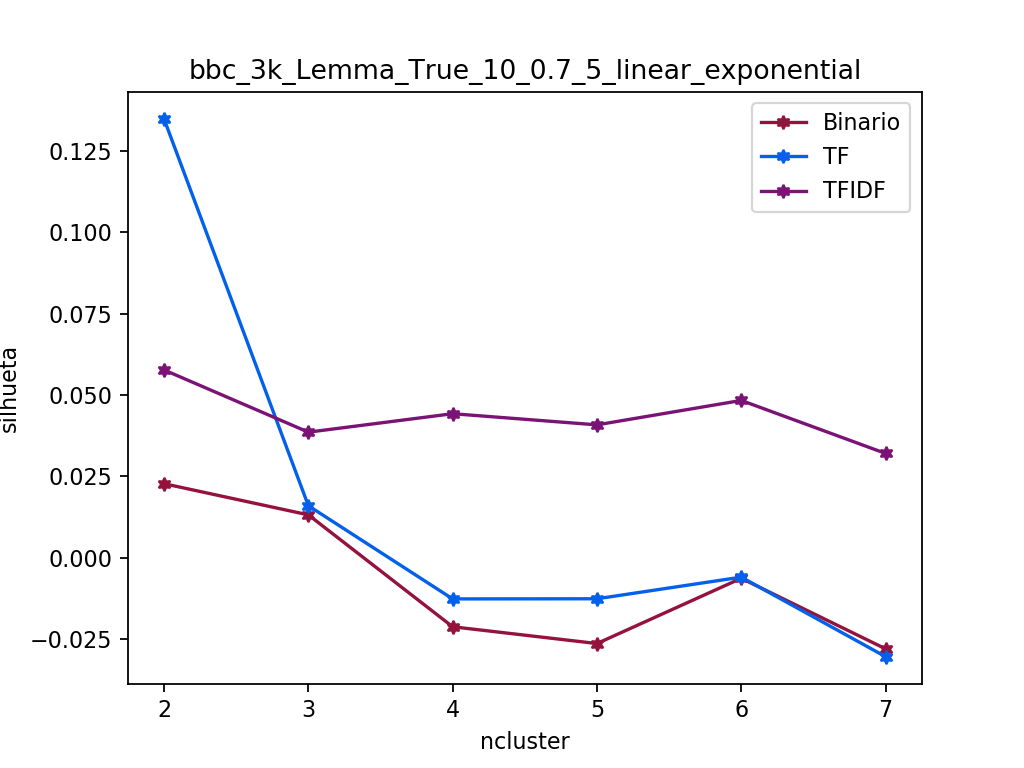 bbc_3k_Lemma_True_10_0.7_5_linear_exponential
Binario
TF
TFIDF
0.125
0.100
0.075
0.050
0.025
0.000
−0.025
silhueta
2 3 4 5 6 7
ncluster